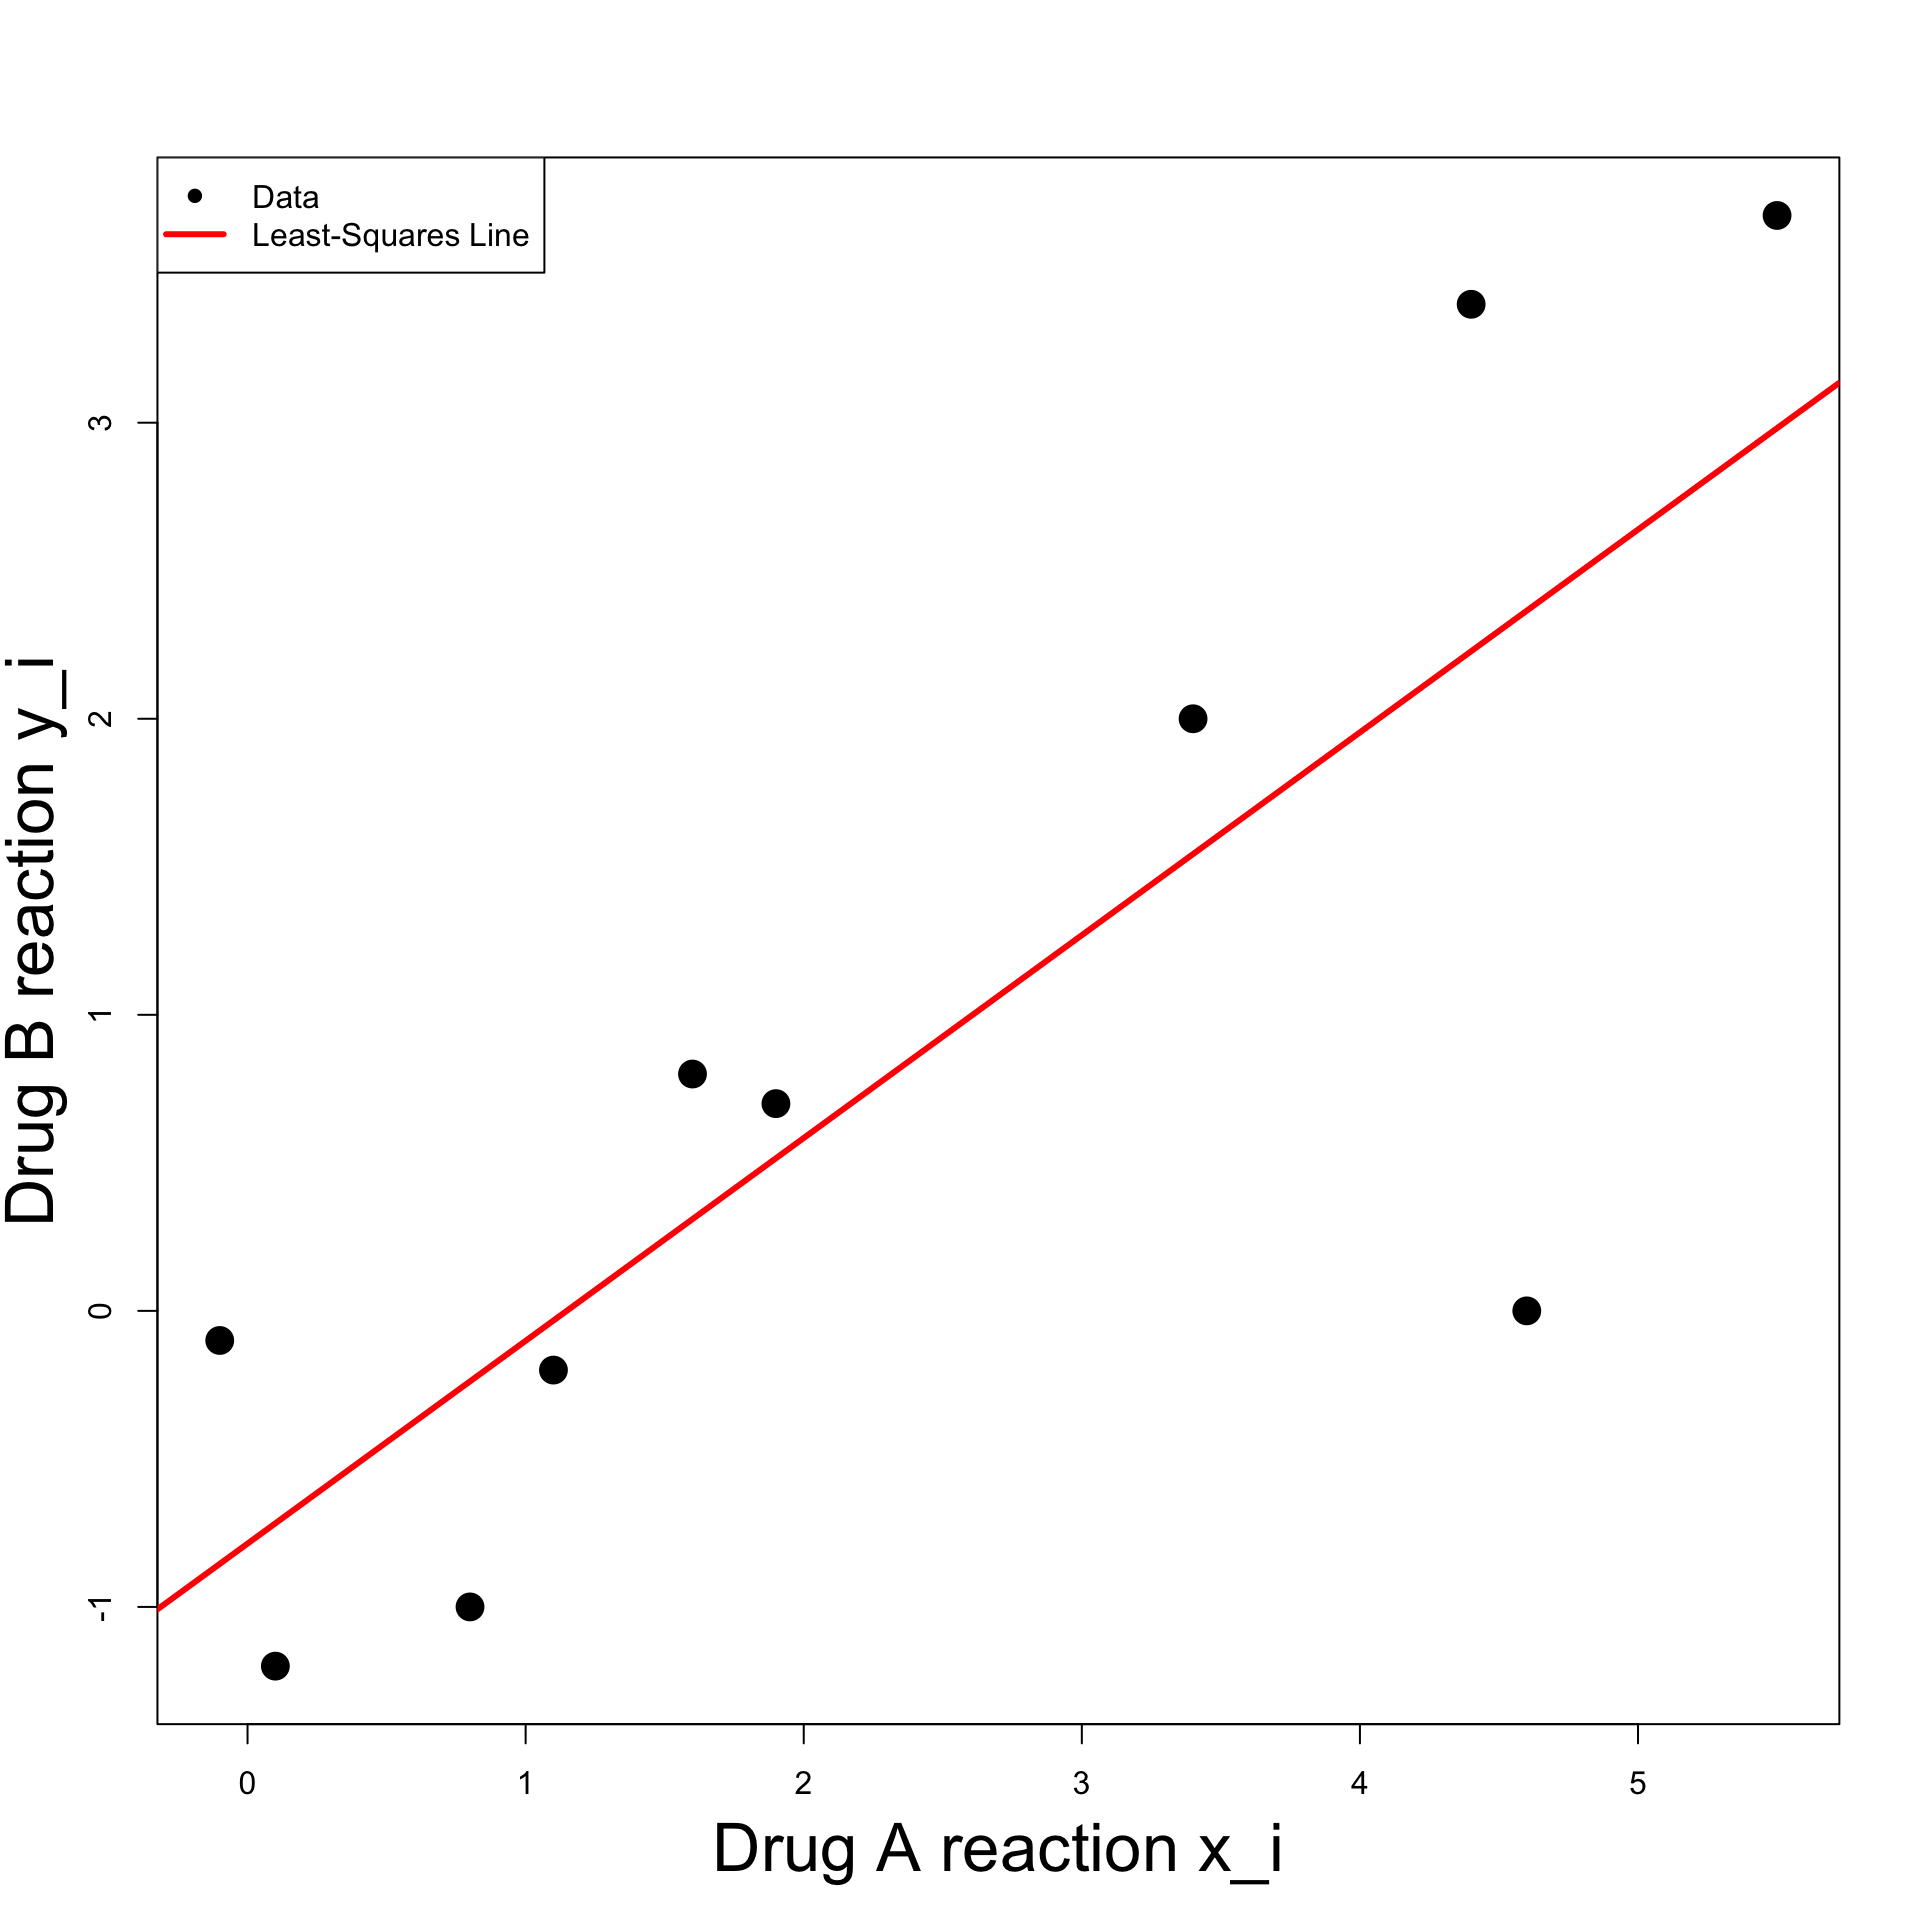 Data
Least-Squares Line
Drug B reaction y_i
3
2
1
0
-1
0 1 2 3 4 5
Drug A reaction x_i